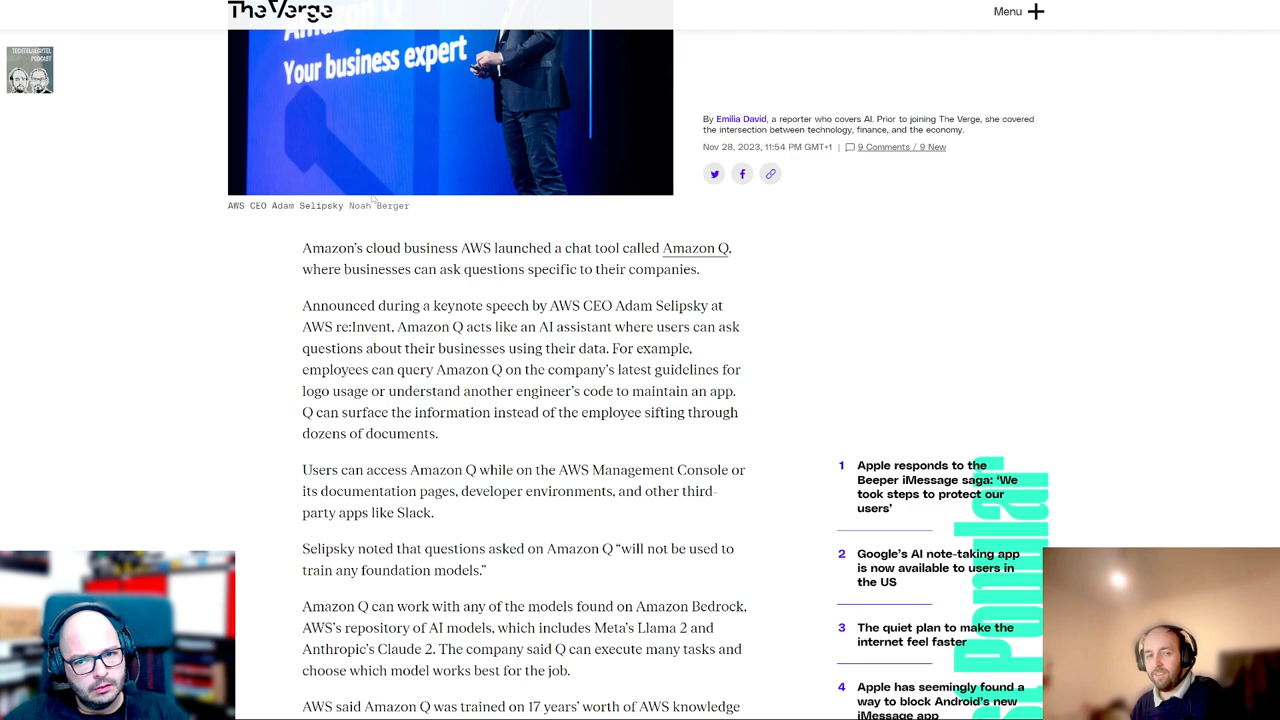 The Verge
Menu
TECHTELMECHTEL
PODCAST
Amazon Q
Your business expert
By Emilia David, a reporter who covers AI. Prior to joining The Verge, she covered
the intersection between technology, finance, and the economy.
Nov 28, 2023, 11:54 PM GMT+1 | 9 Comments / 9 New
AWS CEO Adam Selipsky Noah Berger
Amazon’s cloud business AWS launched a chat tool called Amazon Q,
where businesses can ask questions specific to their companies.
Announced during a keynote speech by AWS CEO Adam Selipsky at
AWS re:Invent, Amazon Q acts like an AI assistant where users can ask
questions about their businesses using their data. For example,
employees can query Amazon Q on the company’s latest guidelines for
logo usage or understand another engineer’s code to maintain an app.
Q can surface the information instead of the employee sifting through
dozens of documents.
Users can access Amazon Q while on the AWS Management Console or
its documentation pages, developer environments, and other third-
party apps like Slack.
Selipsky noted that questions asked on Amazon Q “will not be used to
train any foundation models.”
Amazon Q can work with any of the models found on Amazon Bedrock,
AWS’s repository of AI models, which includes Meta’s Llama 2 and
Anthropic’s Claude 2. The company said Q can execute many tasks and
choose which model works best for the job.
AWS said Amazon Q was trained on 17 years’ worth of AWS knowledge
1 Apple responds to the
Beeper iMessage saga: ‘We
took steps to protect our
users’
2 Google’s AI note-taking app
is now available to users in
the US
3 The quiet plan to make the
internet feel faster
4 Apple has seemingly found a
way to block Android’s new
iMessage app
Popular